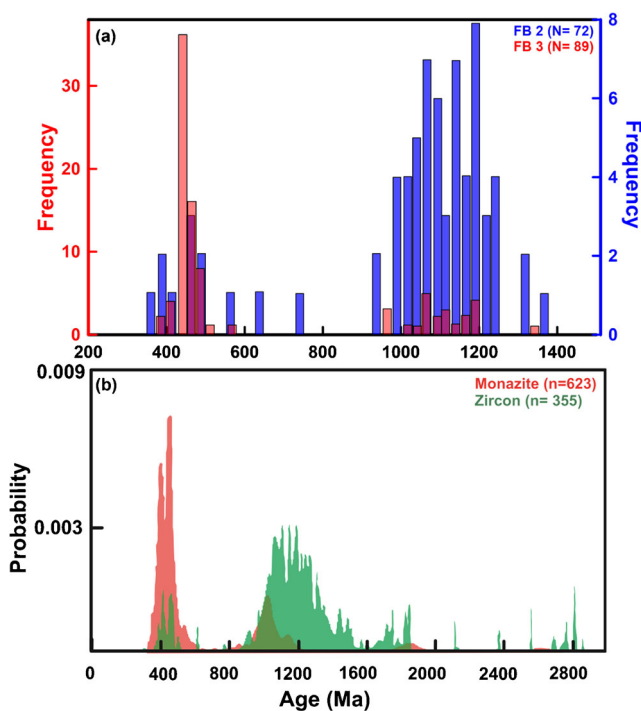 (a)
FB 2 (N= 72)
FB 3 (N= 89)
Frequency
30
20
10
0
Frequency
8
6
4
2
0
200 400 600 800 1000 1200 1400
(b)
Monazite (n=623)
Zircon (n= 355)
Probability
0.009
0.003
0 400 800 1200 1600 2000 2400 2800
Age (Ma)